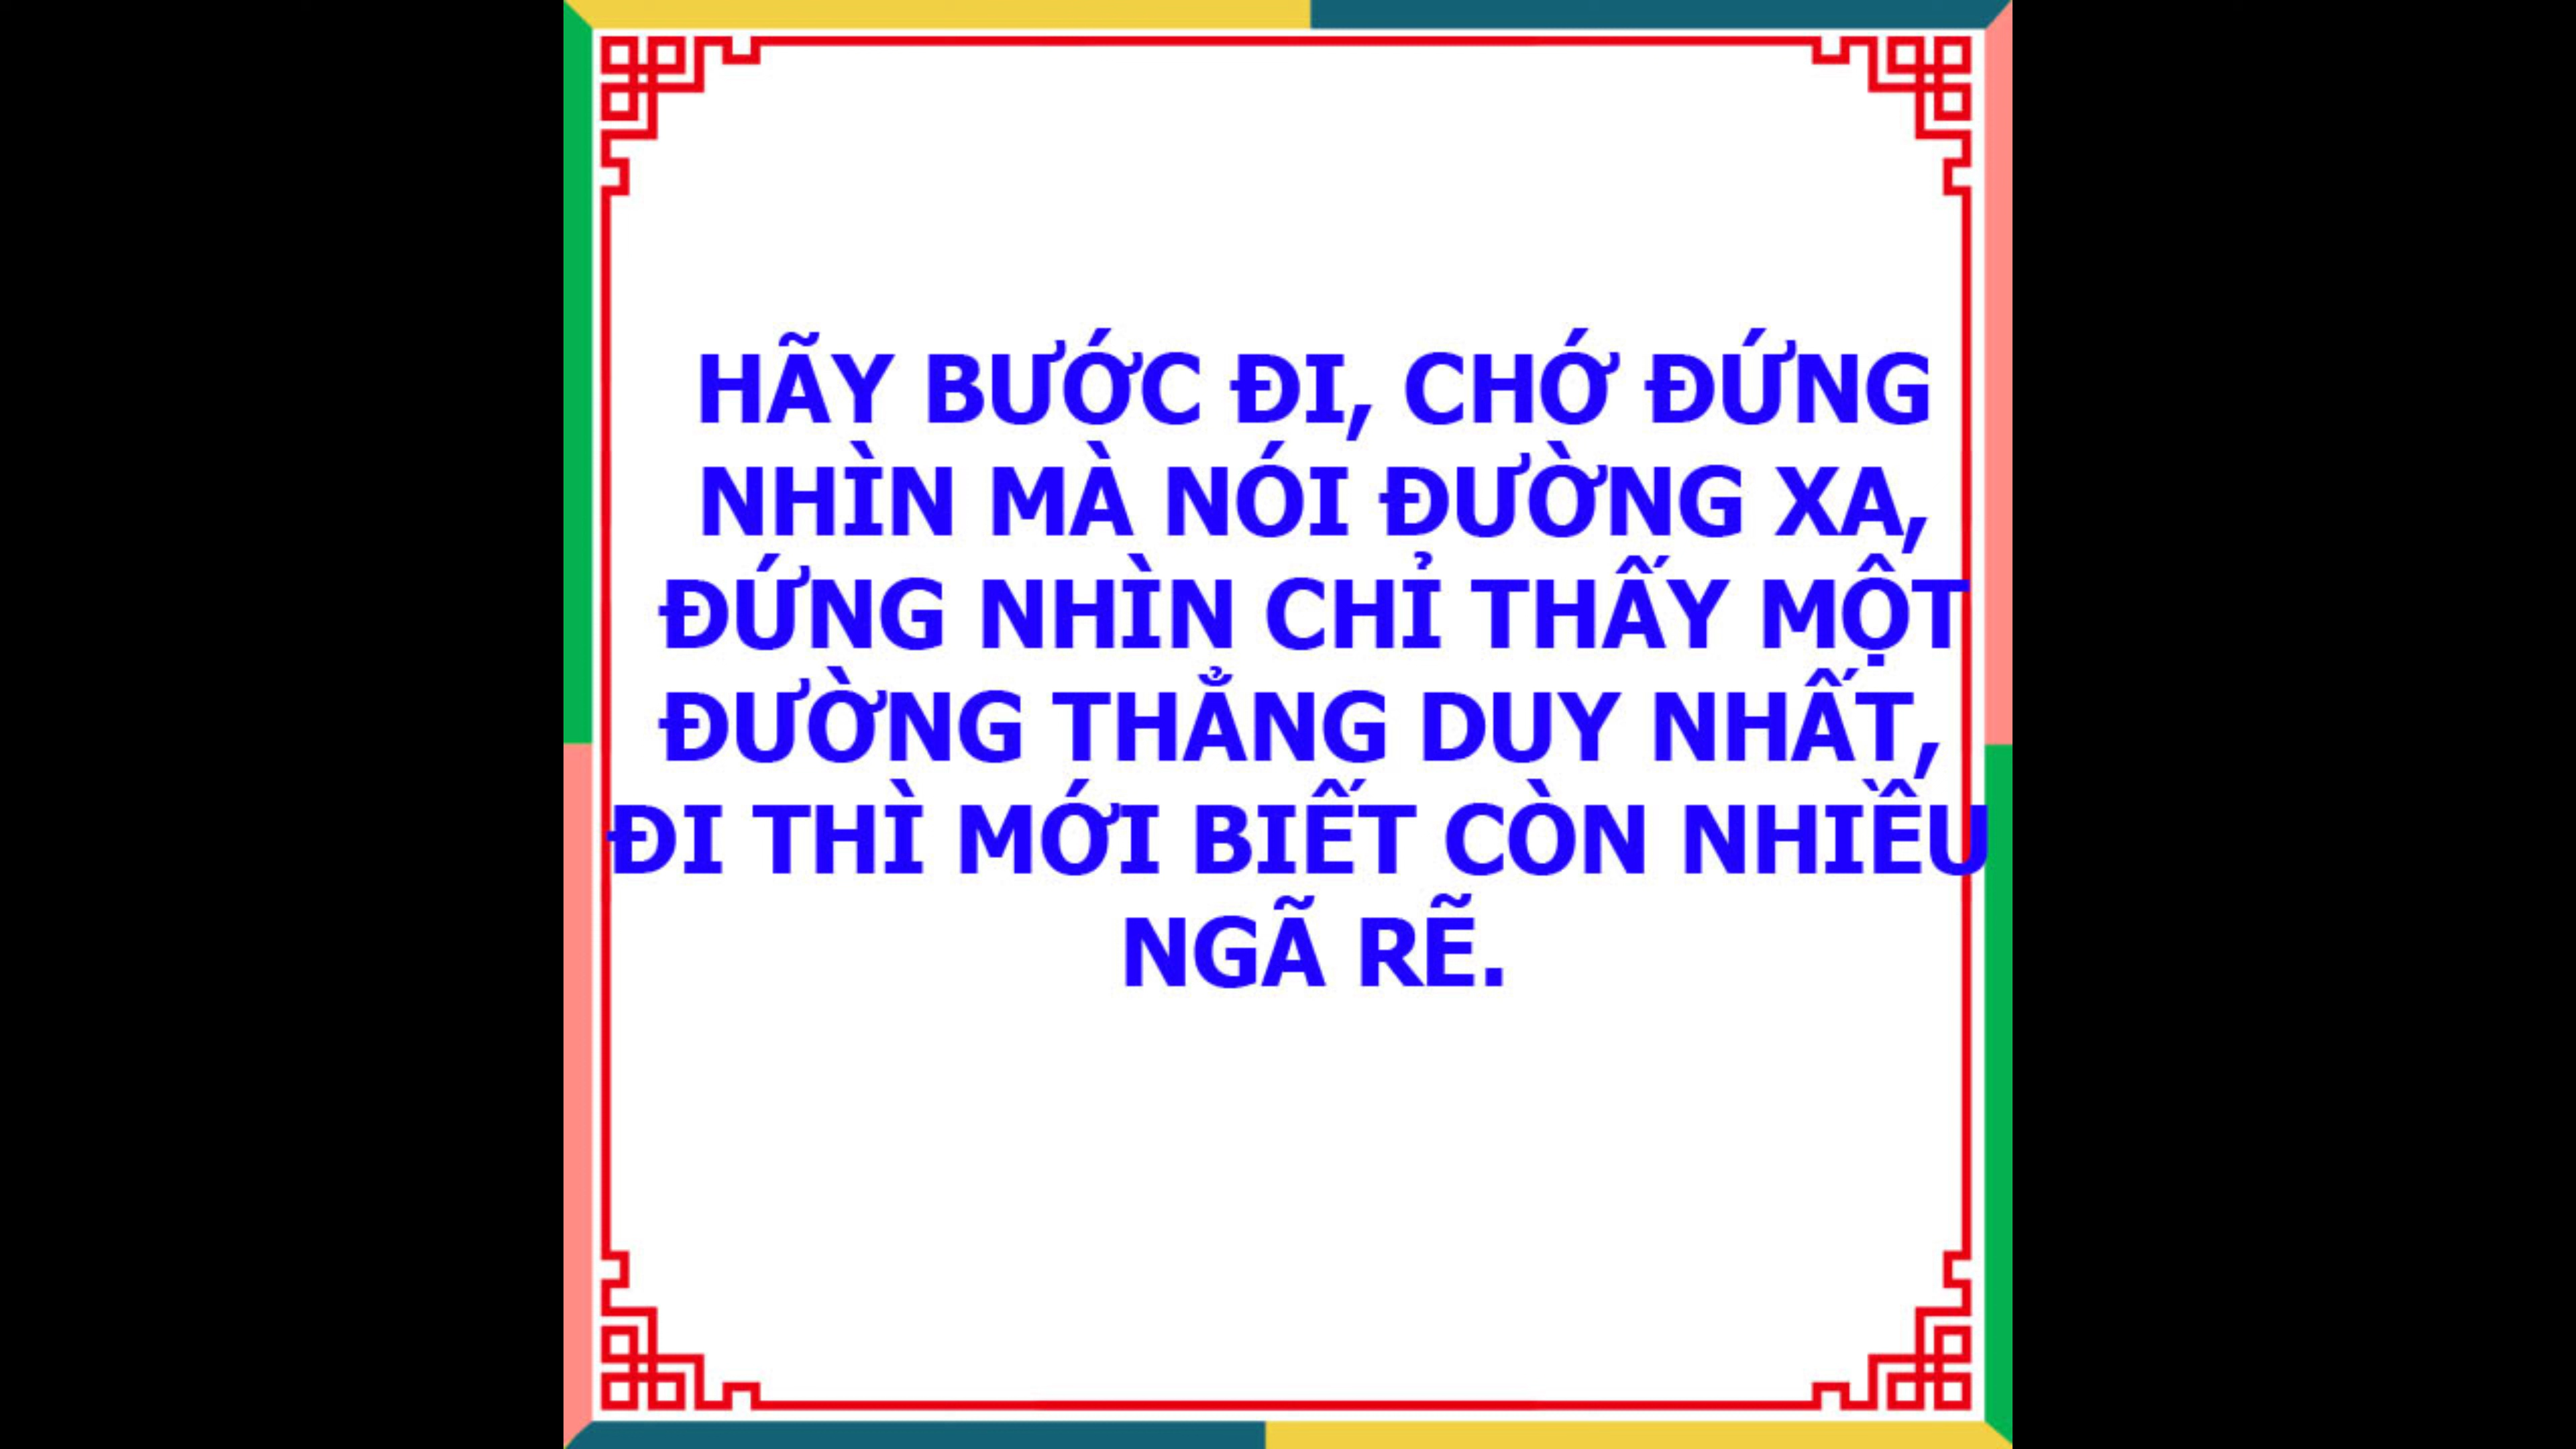 HÃY BƯỚC ĐI, CHỚ ĐỨNG
NHÌN MÀ NÓI ĐƯỜNG XA,
ĐỨNG NHÌN CHỈ THẤY MỘT
ĐƯỜNG THẲNG DUY NHẤT,
ĐI THÌ MỚI BIẾT CÒN NHIỀU
NGÃ RẼ.